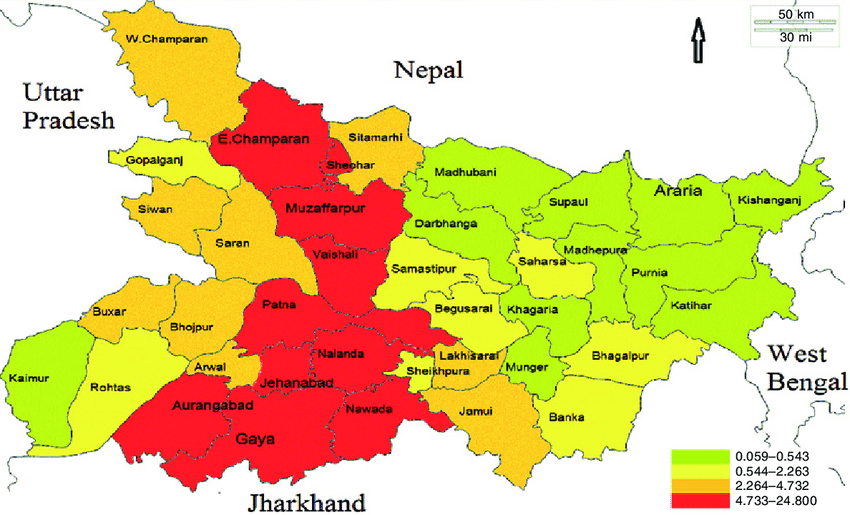 50 km
30 mi
W.Champaran
Nepal
Uttar
Pradesh
E.Champaran
Sitamarhi
Sheohar
Gopalganj
Madhubani
Araria
Kishanganj
Siwan
Muzaffarpur
Supaul
Darbhanga
Saran
Madhepura
Vaishali
Saharsa
Samastipur
Purnia
Patna
Buxar
Begusarai
Khagaria
Katihar
Bhojpur
Nalanda
Lakhisarai
Bhagalpur
West
Bengal
Arwal
Sheikhpura
Munger
Kaimur
Rohtas
Jehanabad
Aurangabad
Nawada
Jamui
Banka
Gaya
Jharkhand
0.059–0.543
0.544–2.263
2.264–4.732
4.733–24.800